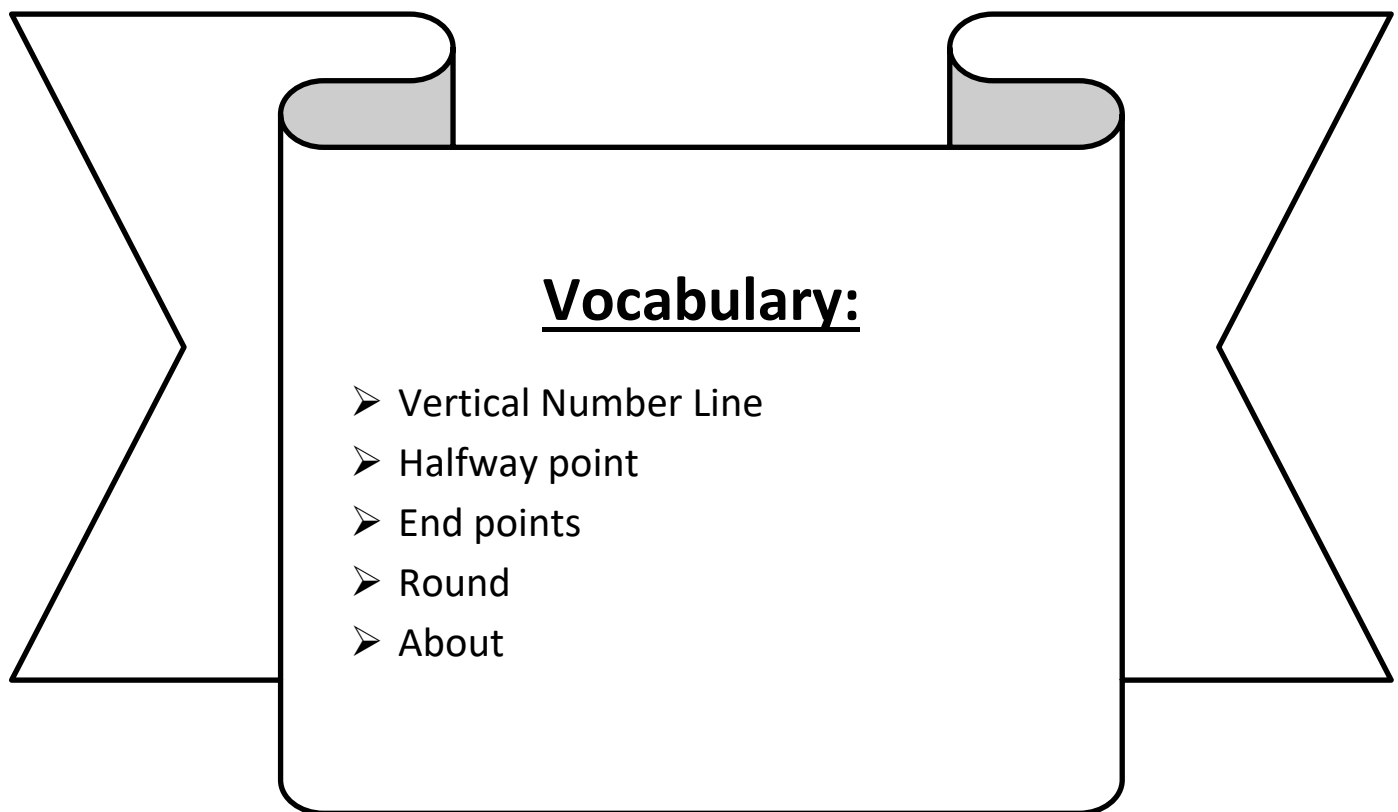 Vocabulary:
➢ Vertical Number Line
➢ Halfway point
➢ End points
➢ Round
➢ About